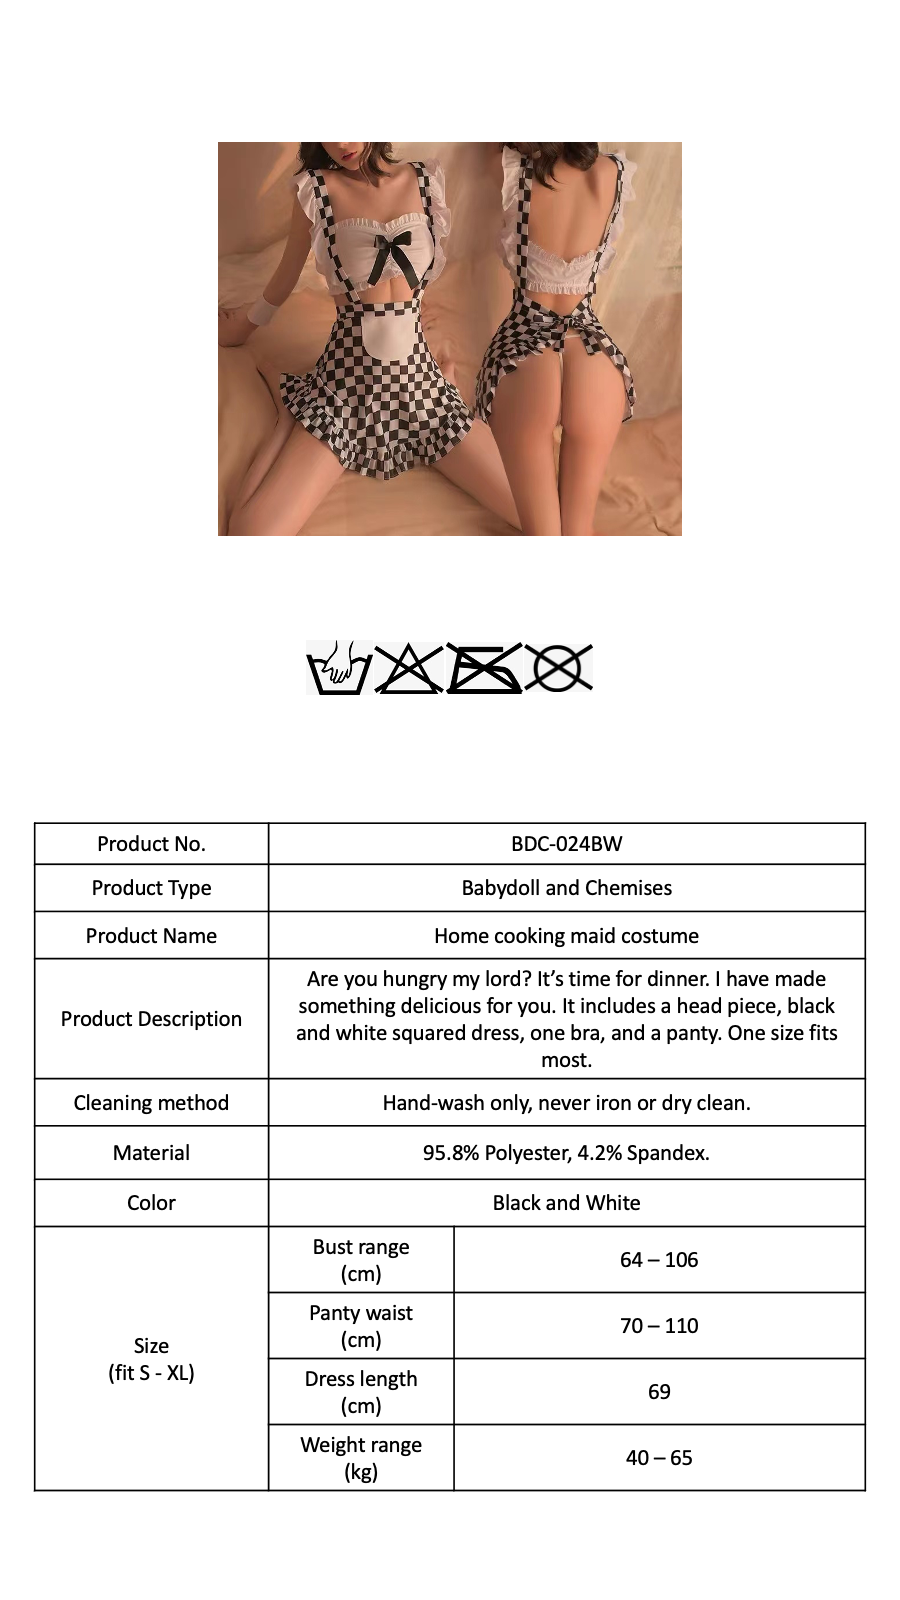 Product No.
BDC-024BW
Product Type
Babydoll and Chemises
Product Name
Home cooking maid costume
Product Description
Are you hungry my lord? It’s time for dinner. I have made
something delicious for you. It includes a head piece, black
and white squared dress, one bra, and a panty. One size fits
most.
Cleaning method
Hand-wash only, never iron or dry clean.
Material
95.8% Polyester, 4.2% Spandex.
Color
Black and White
Size
(fit S - XL)
Bust range
(cm)
64 – 106
Panty waist
(cm)
70 – 110
Dress length
(cm)
69
Weight range
(kg)
40 – 65